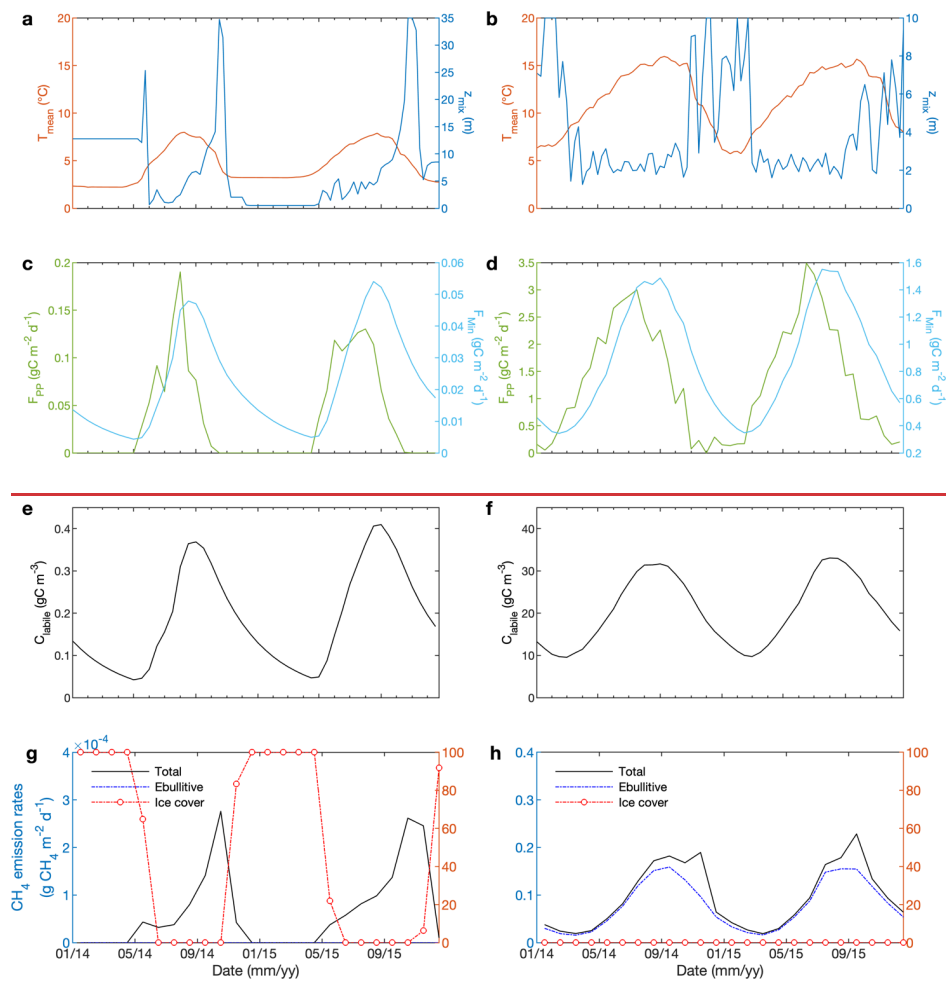 a
b
T_mean (°C)
20
15
10
5
0
35
30
25
20
15
10
5
0
z_mix (m)
T_mean (°C)
20
15
10
5
0
10
8
6
4
2
0
z_mix (m)
c
d
F_PP (gC m⁻² d⁻¹)
0.2
0.15
0.1
0.05
0
0.06
0.05
0.04
0.03
0.02
0.01
0
F_Min (gC m⁻² d⁻¹)
F_PP (gC m⁻² d⁻¹)
3.5
3
2.5
2
1.5
1
0.5
0
1.6
1.4
1.2
1.0
0.8
0.6
0.4
0.2
F_Min (gC m⁻² d⁻¹)
e
f
C_labile (gC m⁻³)
0.4
0.3
0.2
0.1
0
C_labile (gC m⁻³)
40
30
20
10
0
g
h
×10⁻⁴
CH₄ emission rates
(g CH₄ m⁻² d⁻¹)
4
3
2
1
0
Total
Ebullitive
Ice cover
100
80
60
40
20
0
01/14 05/14 09/14 01/15 05/15 09/15
Date (mm/yy)
0.4
0.3
0.2
0.1
0
Total
Ebullitive
Ice cover
100
80
60
40
20
0
01/14 05/14 09/14 01/15 05/15 09/15
Date (mm/yy)